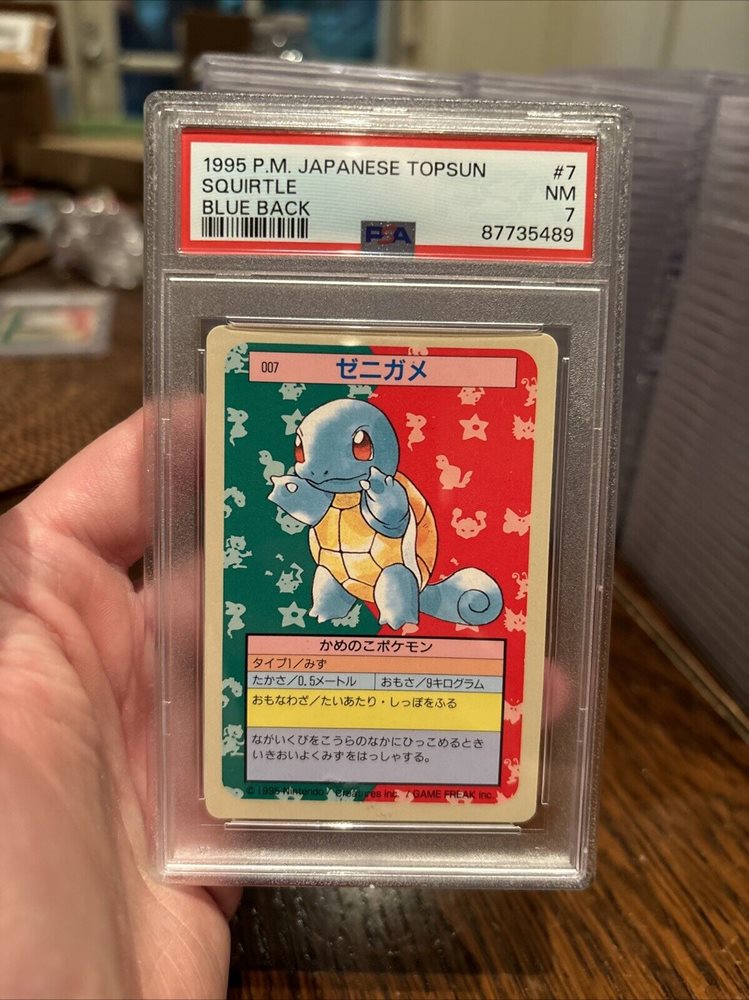 1995 P.M. JAPANESE TOPSUN #7
SQUIRTLE NM
BLUE BACK 7
PSA 87735489
007 ゼニガメ
かめのこポケモン
タイプ1/みず
たかさ/0.5メートル おもさ/9キログラム
おもなわざ/たいあたり・しっぽをふる
ながいくびをこうらのなかにひっこめるとき
いきおいよくみずをはっしゃする。
© 1995 Nintendo / Creatures inc. / GAME FREAK inc.